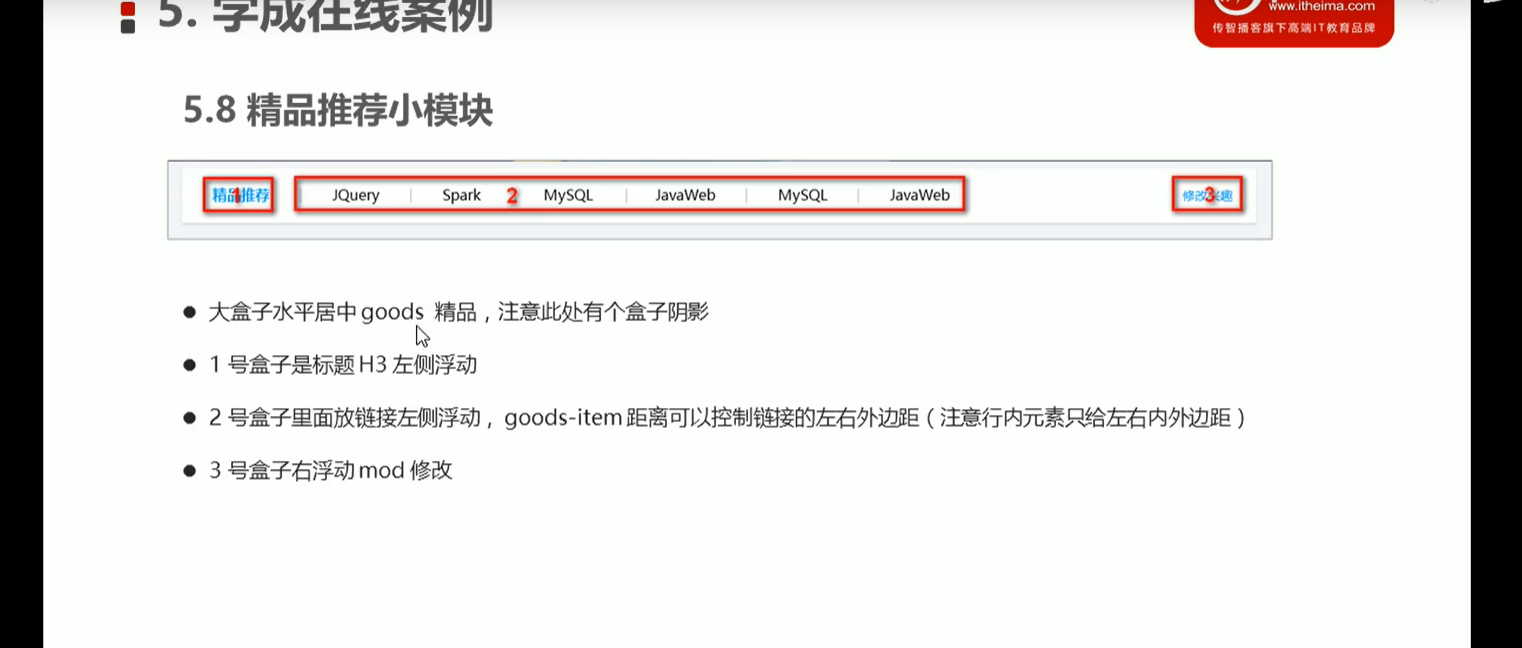 5. 学成在线案例
www.itheima.com
传智播客旗下高端IT教育品牌
5.8 精品推荐小模块
精品推荐 1 JQuery | Spark 2 MySQL | JavaWeb | MySQL | JavaWeb 修改兴趣 3
● 大盒子水平居中 goods 精品，注意此处有个盒子阴影
● 1 号盒子是标题 H3 左侧浮动
● 2 号盒子里面放链接左侧浮动，goods-item 距离可以控制链接的左右外边距（注意行内元素只给左右内外边距）
● 3 号盒子右浮动 mod 修改